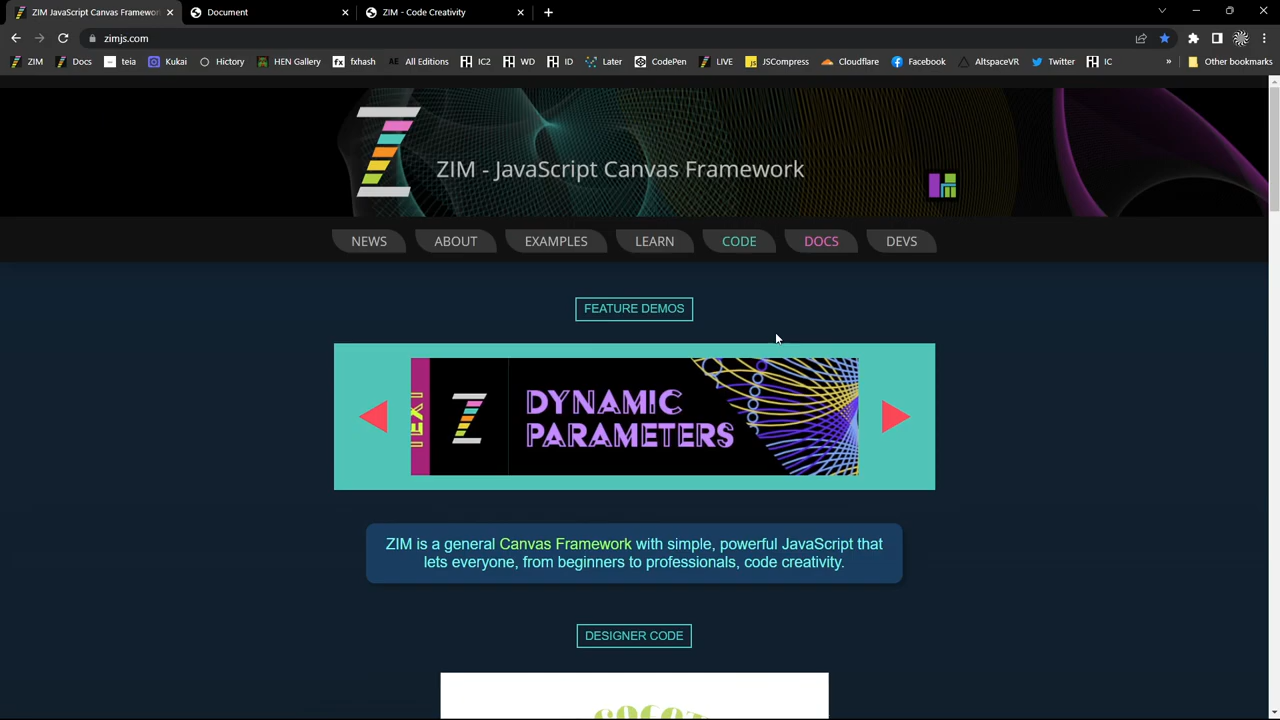 ZIM JavaScript Canvas Framework
Document
ZIM - Code Creativity
zimjs.com
ZIM Docs teia Kukai Hictory HEN Gallery fxhash All Editions IC2 WD ID Later CodePen LIVE JSCompress Cloudflare Facebook AltspaceVR Twitter IC » Other bookmarks
ZIM - JavaScript Canvas Framework
NEWS ABOUT EXAMPLES LEARN CODE DOCS DEVS
FEATURE DEMOS
TEXT
DYNAMIC
PARAMETERS
ZIM is a general Canvas Framework with simple, powerful JavaScript that
lets everyone, from beginners to professionals, code creativity.
DESIGNER CODE